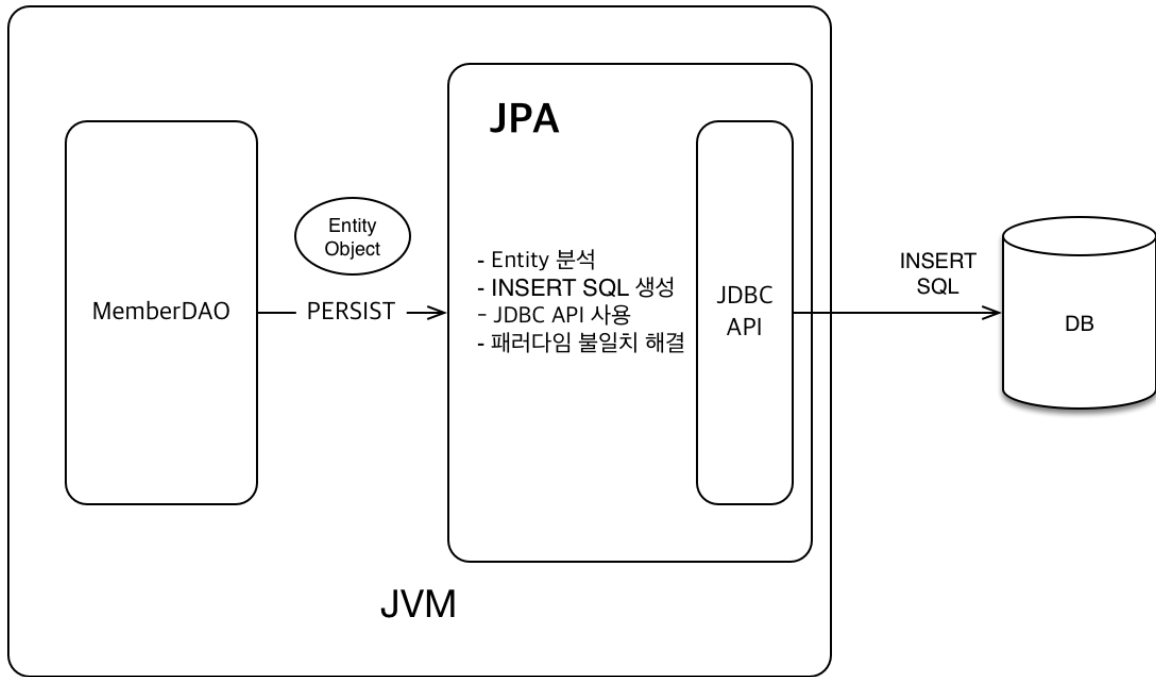 JPA
Entity
Object
MemberDAO
PERSIST
- Entity 분석
- INSERT SQL 생성
- JDBC API 사용
- 패러다임 불일치 해결
JDBC
API
INSERT
SQL
DB
JVM